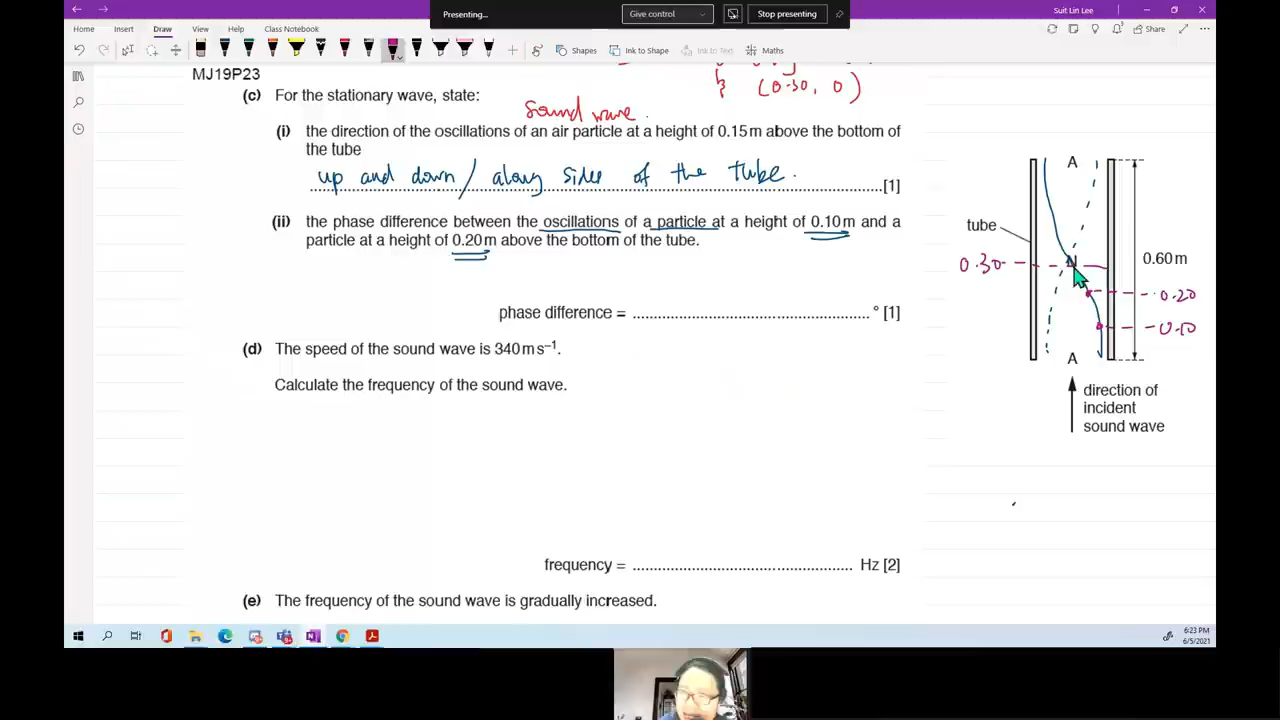 Presenting...
Give control
Stop presenting
Suit Lin Lee
Home Insert Draw View Help Class Notebook
Share
Shapes
Ink to Shape
Ink to Text
Maths
MJ19P23
(0.30, 0)
(c) For the stationary wave, state:
Sound wave.
(i) the direction of the oscillations of an air particle at a height of 0.15 m above the bottom of
the tube
up and down / along sides of the tube.
[1]
(ii) the phase difference between the oscillations of a particle at a height of 0.10 m and a
particle at a height of 0.20 m above the bottom of the tube.
phase difference = ° [1]
(d) The speed of the sound wave is 340 m s⁻¹.
Calculate the frequency of the sound wave.
frequency = Hz [2]
(e) The frequency of the sound wave is gradually increased.
A
tube
N
0.30
0.60 m
0.20
0.10
A
direction of
incident
sound wave
6:23 PM
6/5/2021